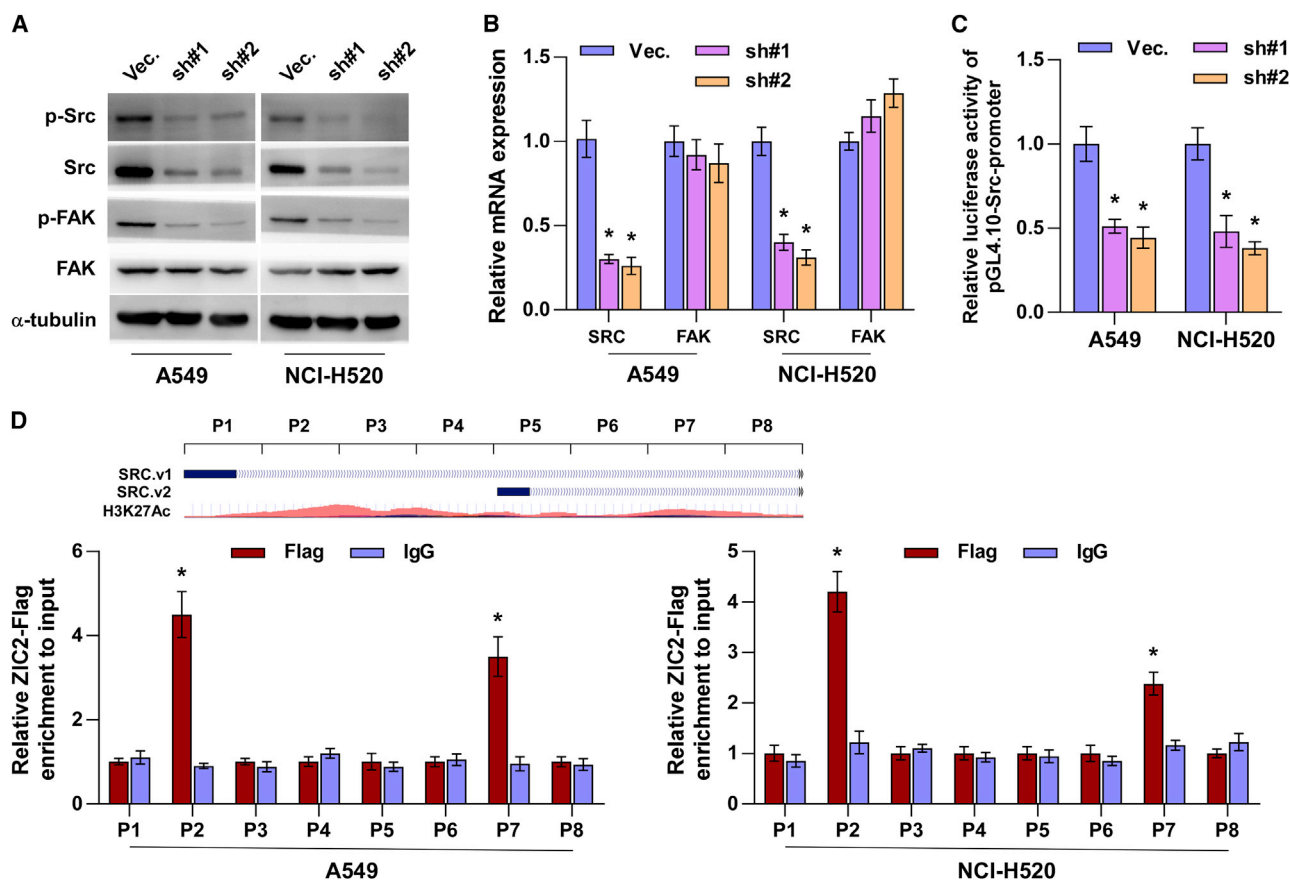 A
Vec. sh#1 sh#2 Vec. sh#1 sh#2
p-Src
Src
p-FAK
FAK
α-tubulin
A549 NCI-H520
B
Vec. sh#1
sh#2
Relative mRNA expression
1.5
1.0
0.5
0.0
* * * *
SRC FAK SRC FAK
A549 NCI-H520
C
Vec. sh#1
sh#2
Relative luciferase activity of
pGL4.10-Src-promoter
1.5
1.0
0.5
0.0
* * * *
A549 NCI-H520
D
P1 P2 P3 P4 P5 P6 P7 P8
SRC.v1
SRC.v2
H3K27Ac
Flag IgG
Relative ZIC2-Flag
enrichment to input
6
4
2
0
* *
P1 P2 P3 P4 P5 P6 P7 P8
A549
Flag IgG
Relative ZIC2-Flag
enrichment to input
5
4
3
2
1
0
* *
P1 P2 P3 P4 P5 P6 P7 P8
NCI-H520